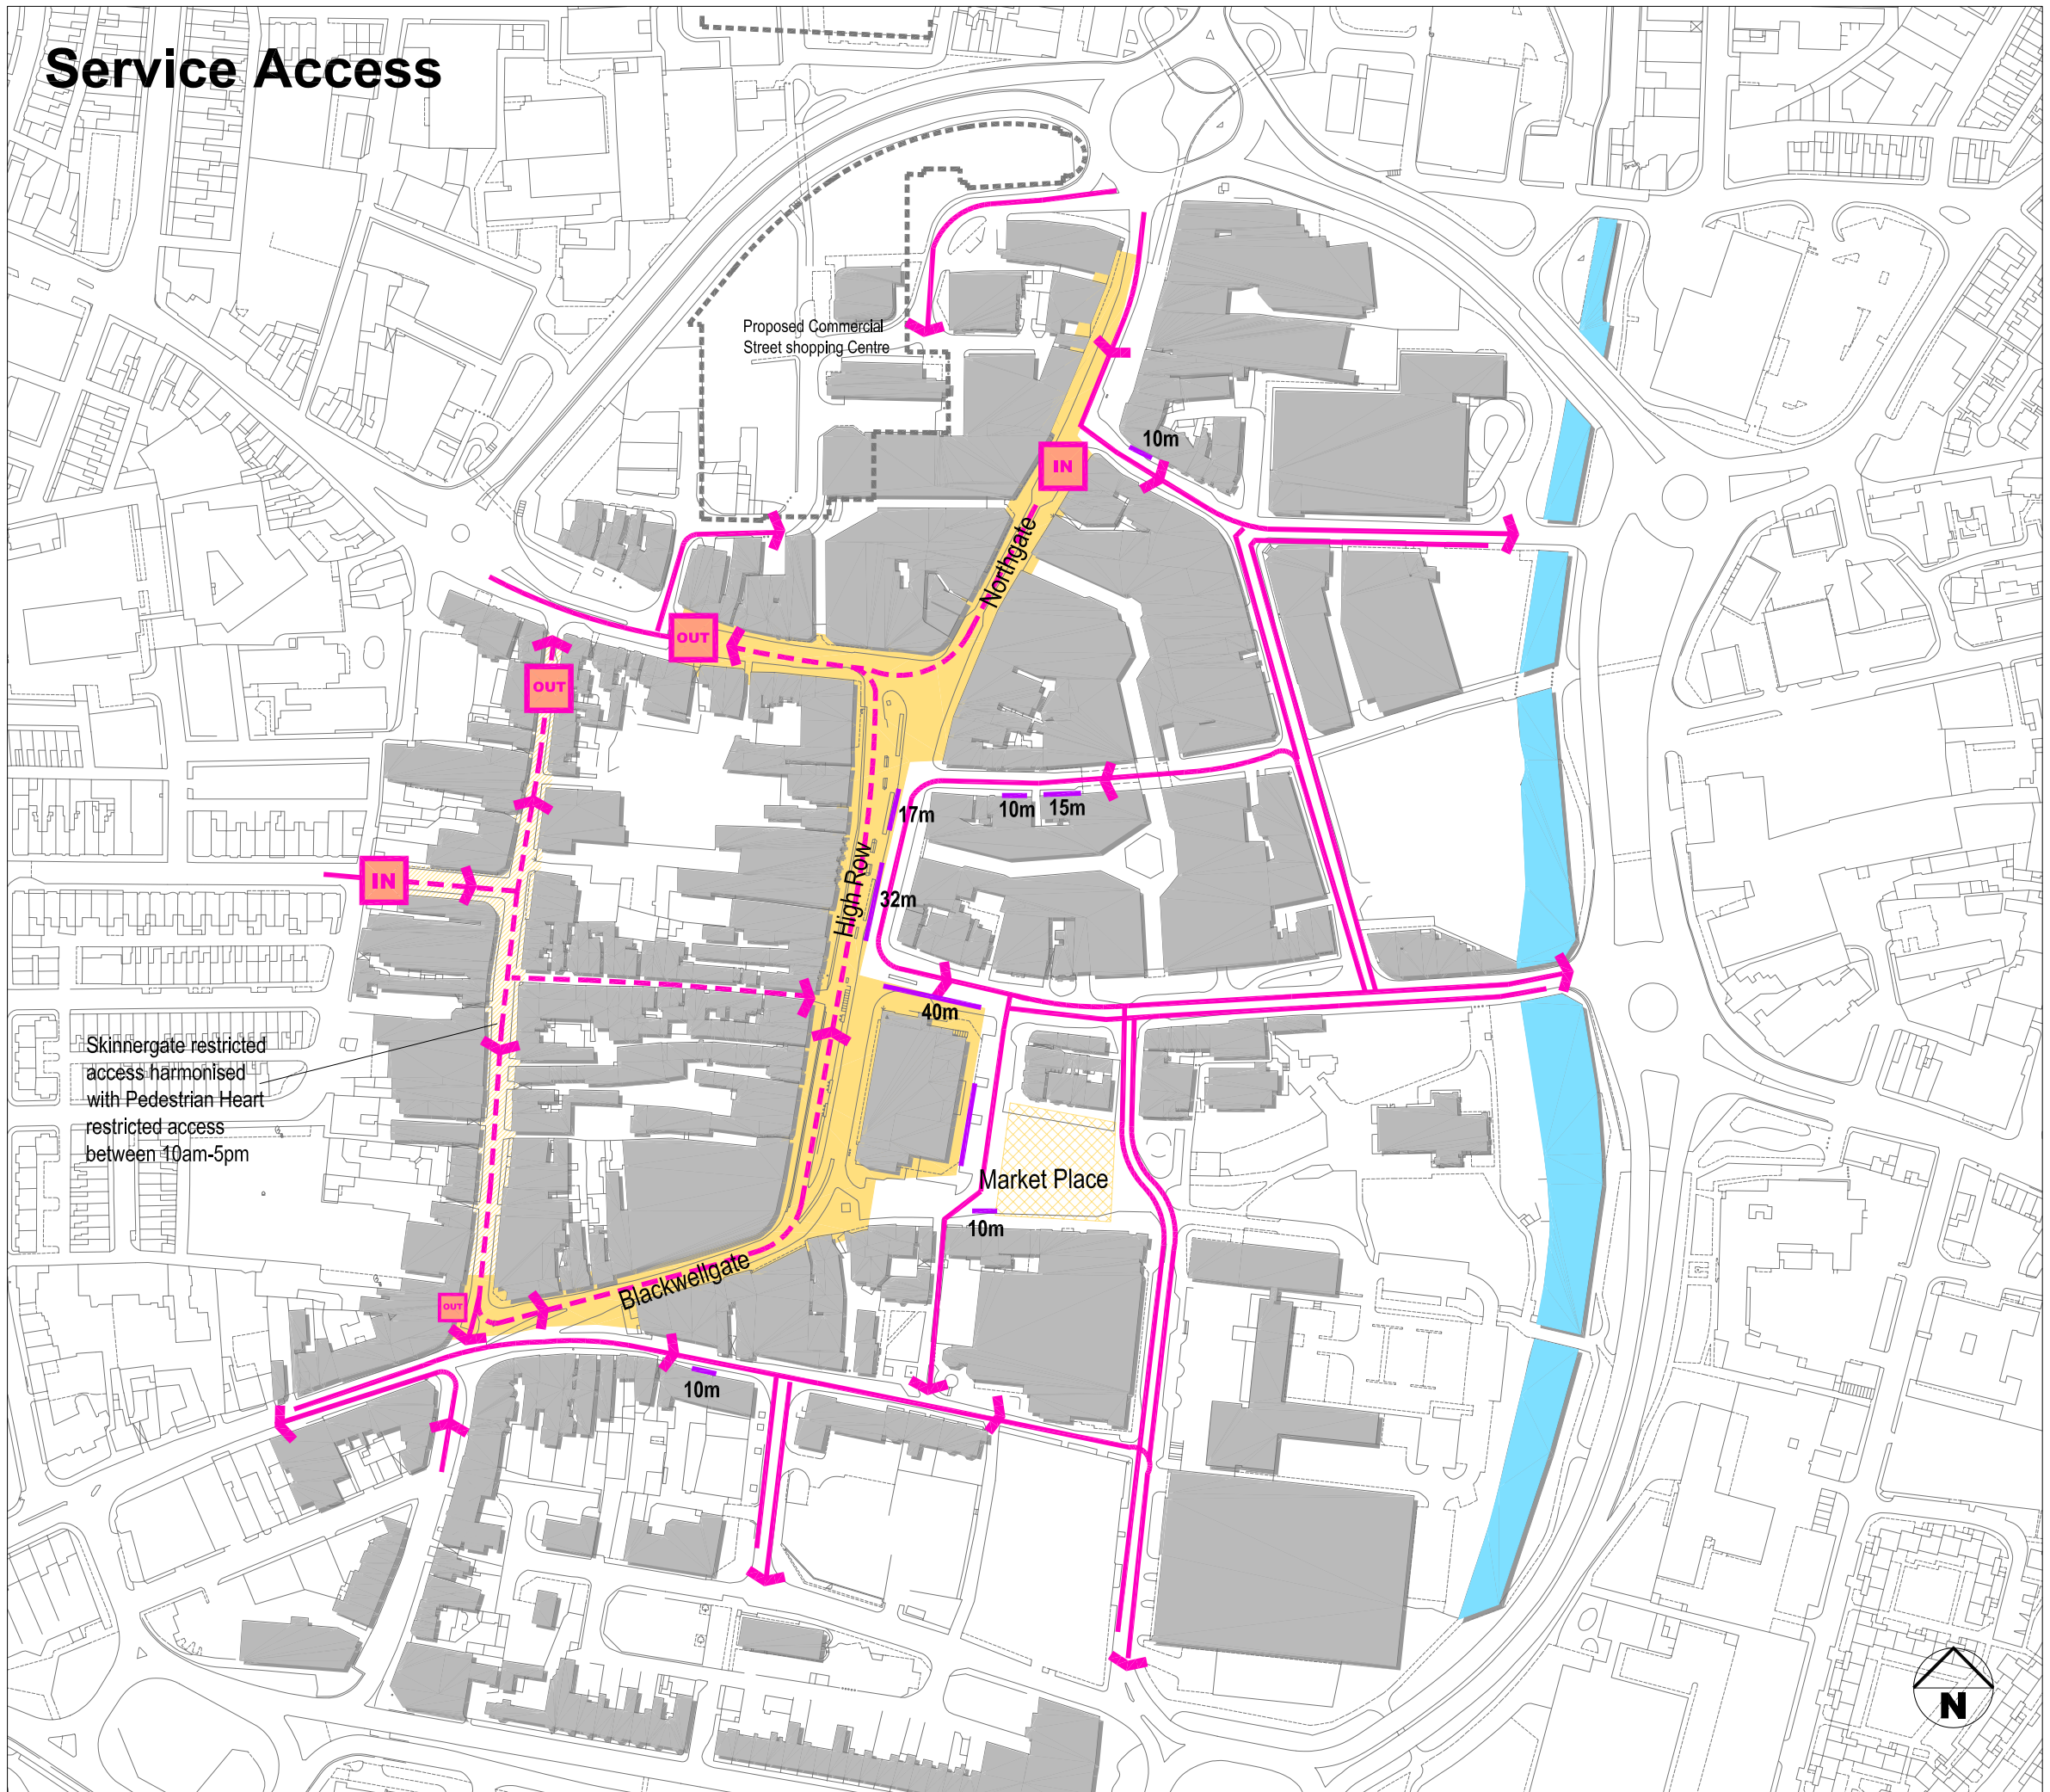 Service Access
Proposed Commercial
Street shopping Centre
10m
IN
Northgate
OUT
OUT
10m
15m
17m
IN
High Row
32m
40m
Skinnergate restricted
access harmonised
with Pedestrian Heart
restricted access
between 10am-5pm
Market Place
10m
Blackwellgate
OUT
10m
N